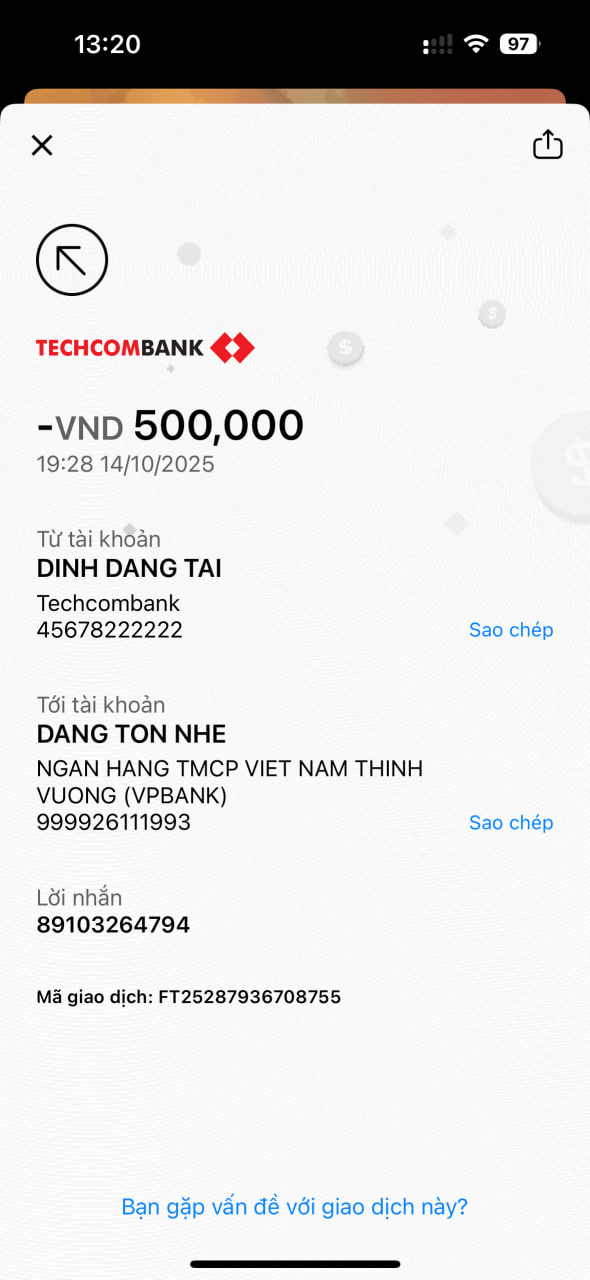 13:20
97
TECHCOMBANK
-VND 500,000
19:28 14/10/2025
Từ tài khoản
DINH DANG TAI
Techcombank
45678222222
Sao chép
Tới tài khoản
DANG TON NHE
NGAN HANG TMCP VIET NAM THINH
VUONG (VPBANK)
999926111993
Sao chép
Lời nhắn
89103264794
Mã giao dịch: FT25287936708755
Bạn gặp vấn đề với giao dịch này?